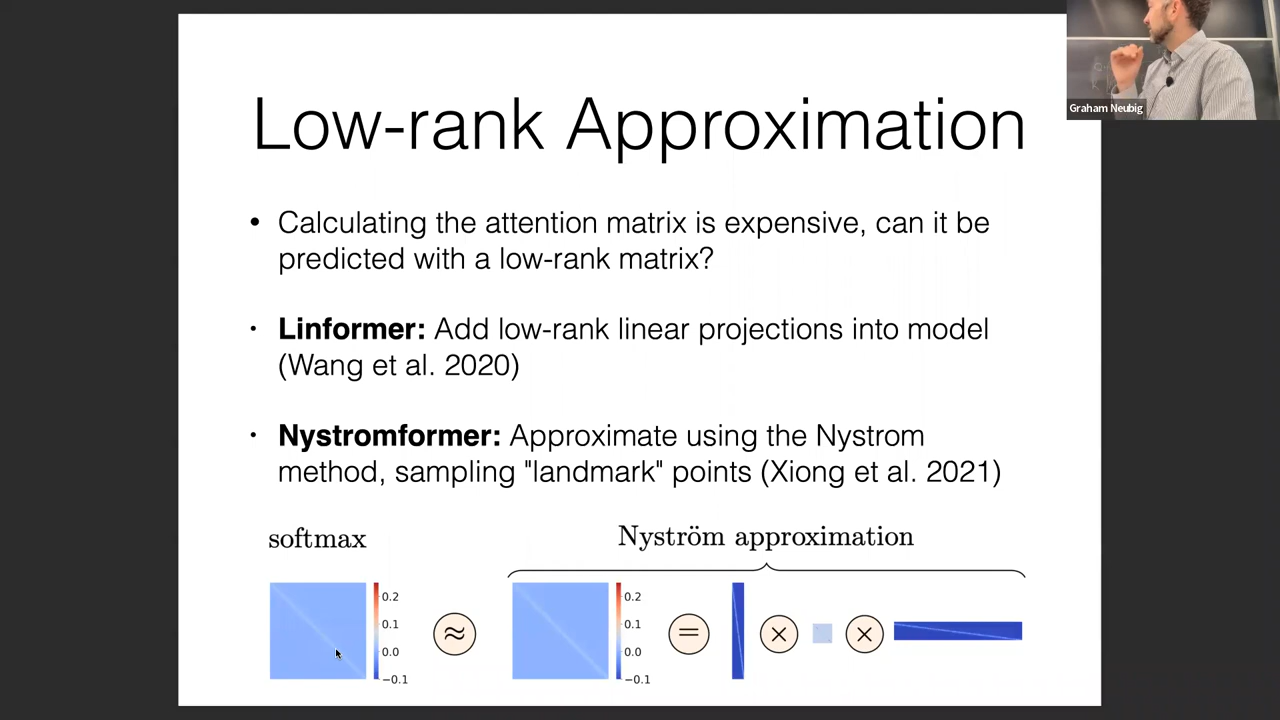 Low-rank Approximation
Graham Neubig
• Calculating the attention matrix is expensive, can it be
predicted with a low-rank matrix?
• Linformer: Add low-rank linear projections into model
(Wang et al. 2020)
• Nystromformer: Approximate using the Nystrom
method, sampling "landmark" points (Xiong et al. 2021)
softmax
Nyström approximation
0.2
0.1
0.0
−0.1
≈
0.2
0.1
0.0
−0.1
=
×
×